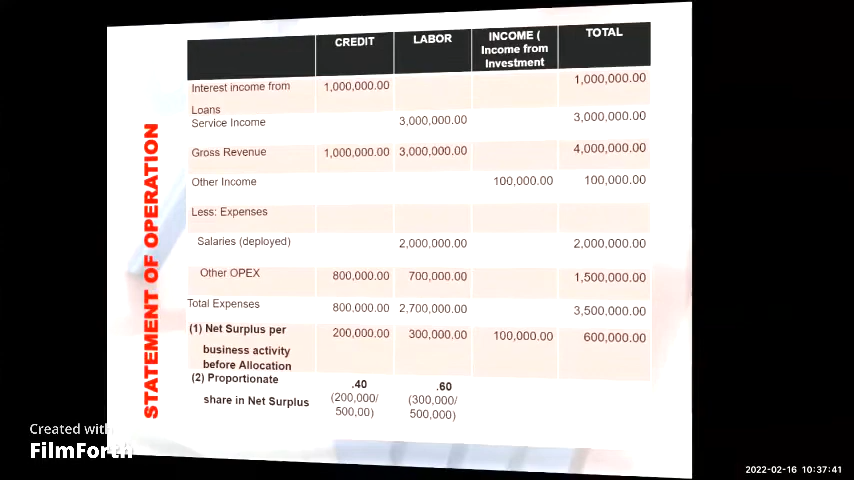 STATEMENT OF OPERATION
CREDIT LABOR INCOME ( Income from Investment TOTAL
Interest income from Loans 1,000,000.00 1,000,000.00
Service Income 3,000,000.00 3,000,000.00
Gross Revenue 1,000,000.00 3,000,000.00 4,000,000.00
Other Income 100,000.00 100,000.00
Less: Expenses
Salaries (deployed) 2,000,000.00 2,000,000.00
Other OPEX 800,000.00 700,000.00 1,500,000.00
Total Expenses 800,000.00 2,700,000.00 3,500,000.00
(1) Net Surplus per business activity before Allocation 200,000.00 300,000.00 100,000.00 600,000.00
(2) Proportionate share in Net Surplus .40 (200,000/ 500,00) .60 (300,000/ 500,000)
Created with
FilmForth
2022-02-16 10:37:41